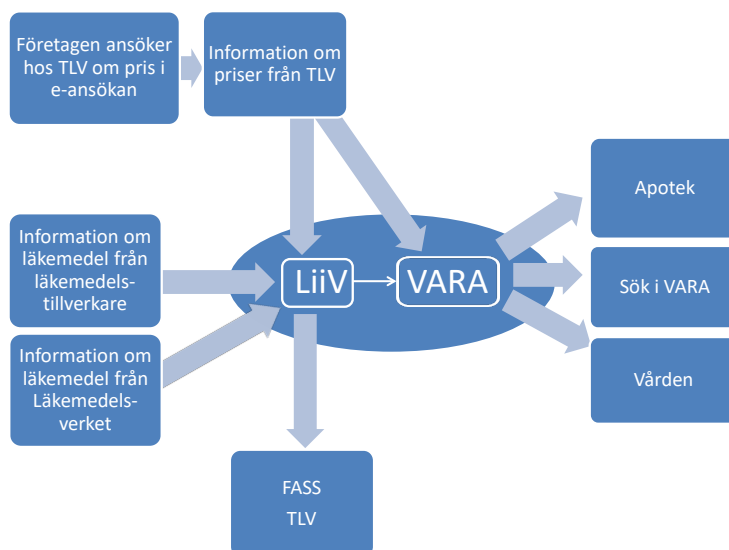 Företagen ansöker
hos TLV om pris i
e-ansökan
Information om
priser från TLV
Apotek
Information om
läkemedel från
läkemedels-
tillverkare
LiiV
VARA
Sök i VARA
Information om
läkemedel från
Läkemedels-
verket
Vården
FASS
TLV